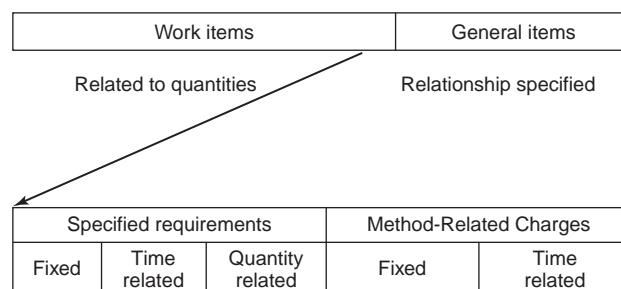 Work items General items
Related to quantities Relationship specified
Specified requirements Method-Related Charges
Fixed Time related Quantity related Fixed Time related